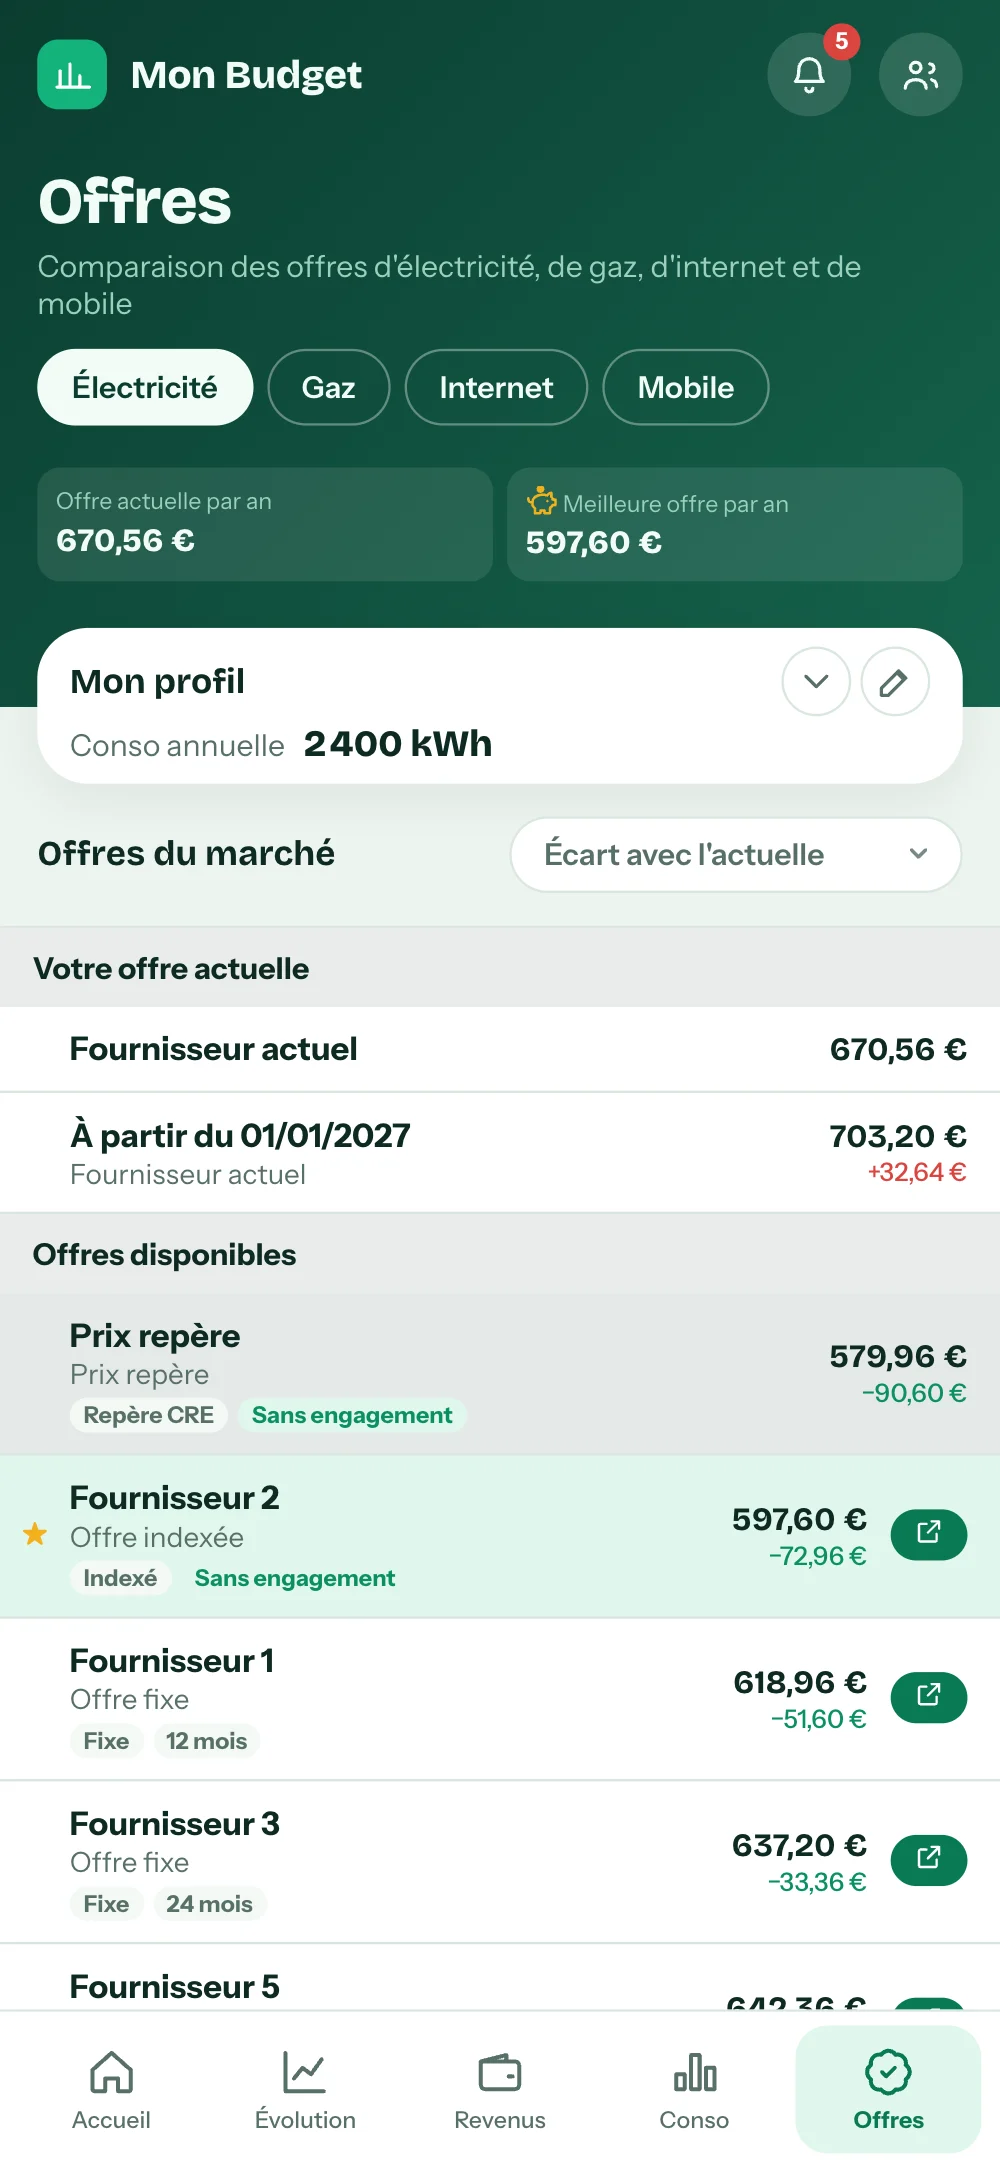 Mon Budget
5
Offres
Comparaison des offres d'électricité, de gaz, d'internet et de
mobile
Électricité
Gaz
Internet
Mobile
Offre actuelle par an
670,56 €
Meilleure offre par an
597,60 €
Mon profil
Conso annuelle 2 400 kWh
Offres du marché
Écart avec l'actuelle
Votre offre actuelle
Fournisseur actuel
670,56 €
À partir du 01/01/2027
Fournisseur actuel
703,20 €
+32,64 €
Offres disponibles
Prix repère
Prix repère
Repère CRE
Sans engagement
579,96 €
−90,60 €
Fournisseur 2
Offre indexée
Indexé
Sans engagement
597,60 €
−72,96 €
Fournisseur 1
Offre fixe
Fixe
12 mois
618,96 €
−51,60 €
Fournisseur 3
Offre fixe
Fixe
24 mois
637,20 €
−33,36 €
Fournisseur 5
642,36 €
Accueil
Évolution
Revenus
Conso
Offres